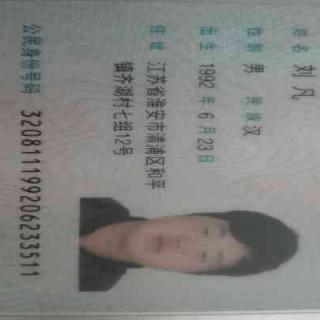 姓名 刘凡
性别 男 民族 汉
出生 1992 年 6 月 23 日
住址 江苏省淮安市清浦区和平
镇齐湖村七组12号
公民身份号码 320811199206233511